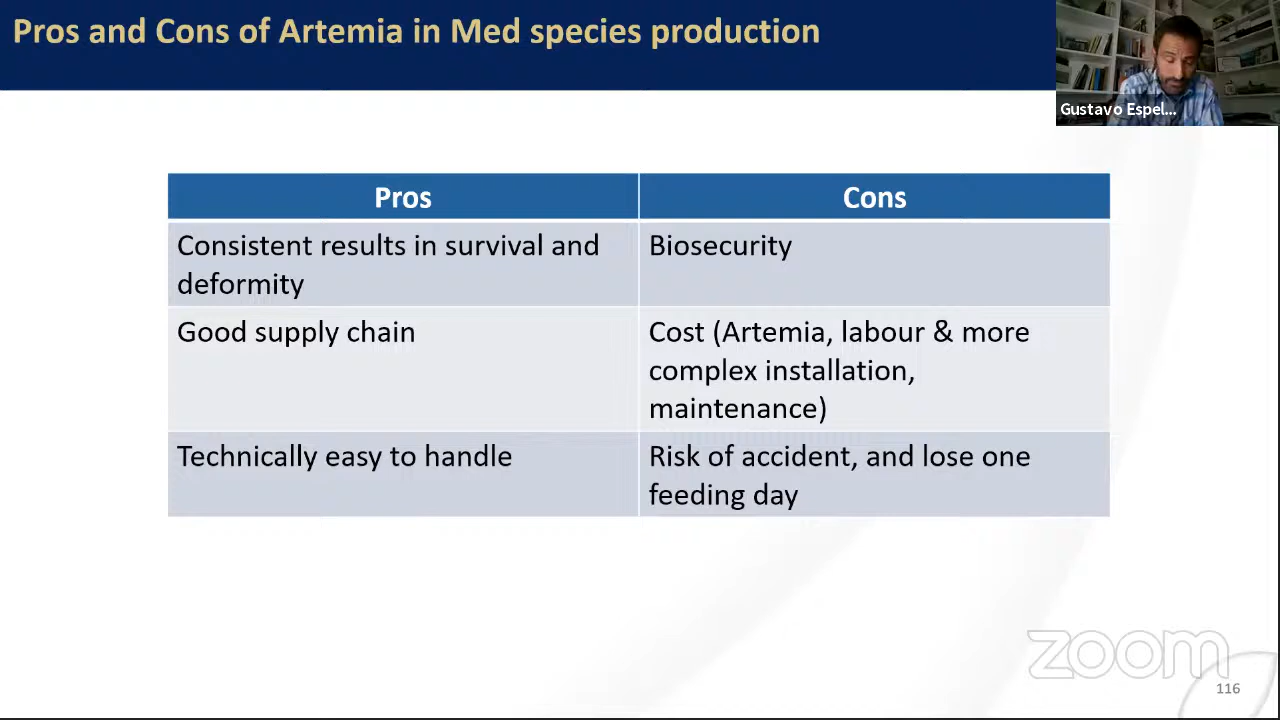 Pros and Cons of Artemia in Med species production
Gustavo Espel...
Pros
Cons
Consistent results in survival and
deformity
Biosecurity
Good supply chain
Cost (Artemia, labour & more
complex installation,
maintenance)
Technically easy to handle
Risk of accident, and lose one
feeding day
zoom
116